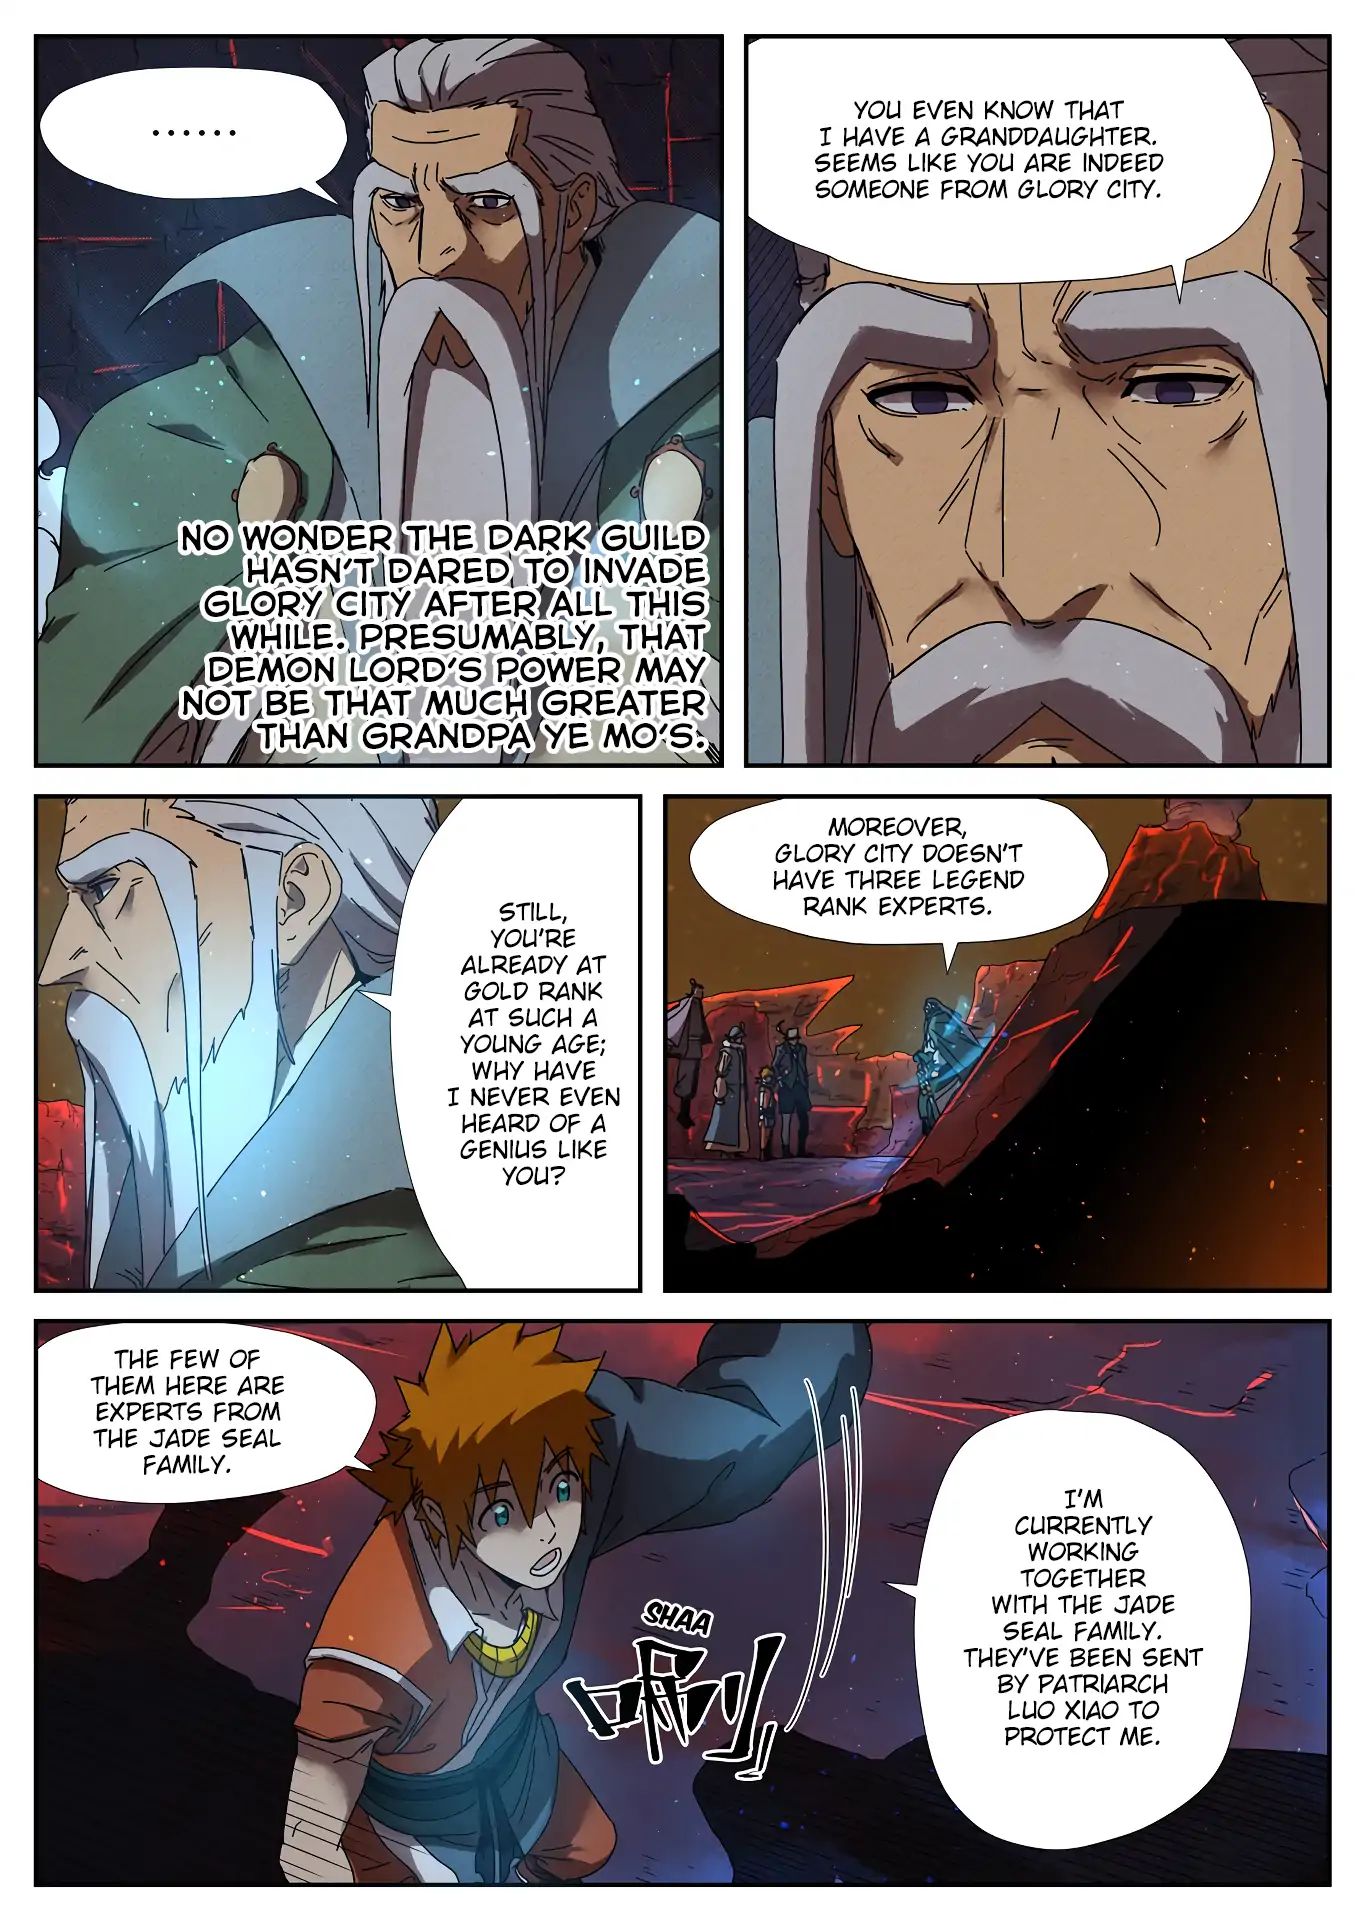 ......
NO WONDER THE DARK GUILD
HASN'T DARED TO INVADE
GLORY CITY AFTER ALL THIS
WHILE. PRESUMABLY, THAT
DEMON LORD'S POWER MAY
NOT BE THAT MUCH GREATER
THAN GRANDPA YE MO'S.
YOU EVEN KNOW THAT
I HAVE A GRANDDAUGHTER.
SEEMS LIKE YOU ARE INDEED
SOMEONE FROM GLORY CITY.
STILL,
YOU'RE
ALREADY AT
GOLD RANK
AT SUCH A
YOUNG AGE;
WHY HAVE
I NEVER EVEN
HEARD OF A
GENIUS LIKE
YOU?
MOREOVER,
GLORY CITY DOESN'T
HAVE THREE LEGEND
RANK EXPERTS.
THE FEW OF
THEM HERE ARE
EXPERTS FROM
THE JADE SEAL
FAMILY.
SHAA
唰
I'M
CURRENTLY
WORKING
TOGETHER
WITH THE JADE
SEAL FAMILY.
THEY'VE BEEN SENT
BY PATRIARCH
LUO XIAO TO
PROTECT ME.